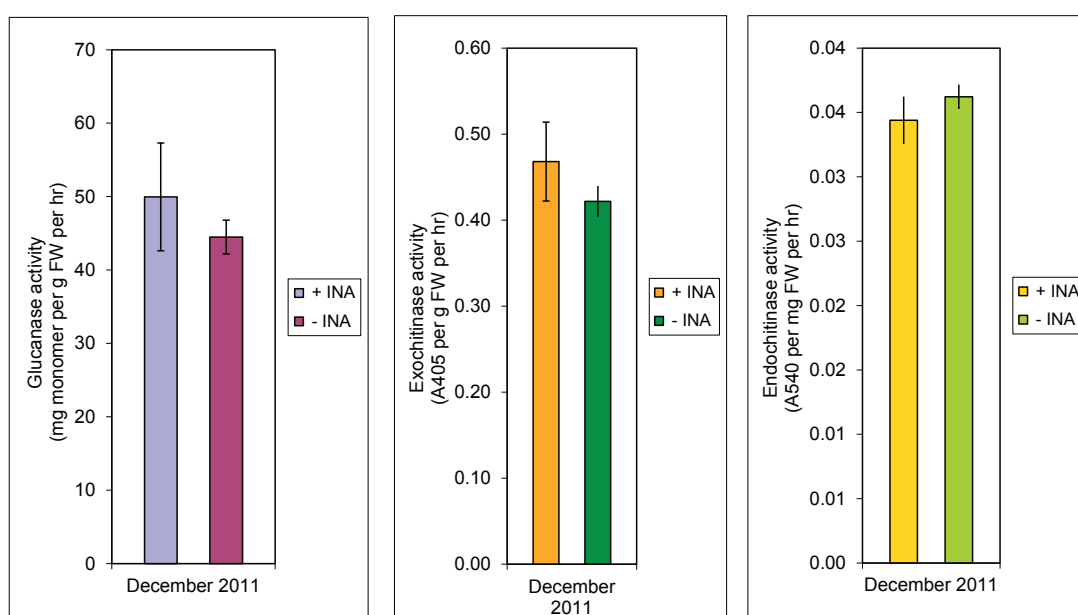 Glucanase activity
(mg monomer per g FW per hr)
70
60
50
40
30
20
10
0
December 2011
+ INA
- INA
Exochitinase activity
(A405 per g FW per hr)
0.60
0.50
0.40
0.30
0.20
0.10
0.00
December
2011
+ INA
- INA
Endochitinase activity
(A540 per mg FW per hr)
0.04
0.04
0.03
0.03
0.02
0.02
0.01
0.01
0.00
December 2011
+ INA
- INA